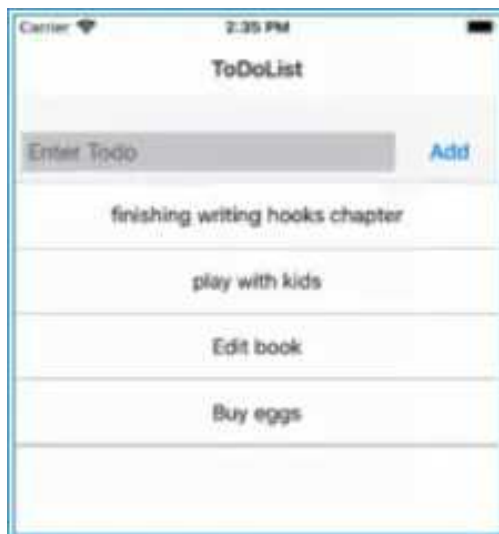 Carrier 2:35 PM
ToDoList
Enter Todo Add
finishing writing hooks chapter
play with kids
Edit book
Buy eggs